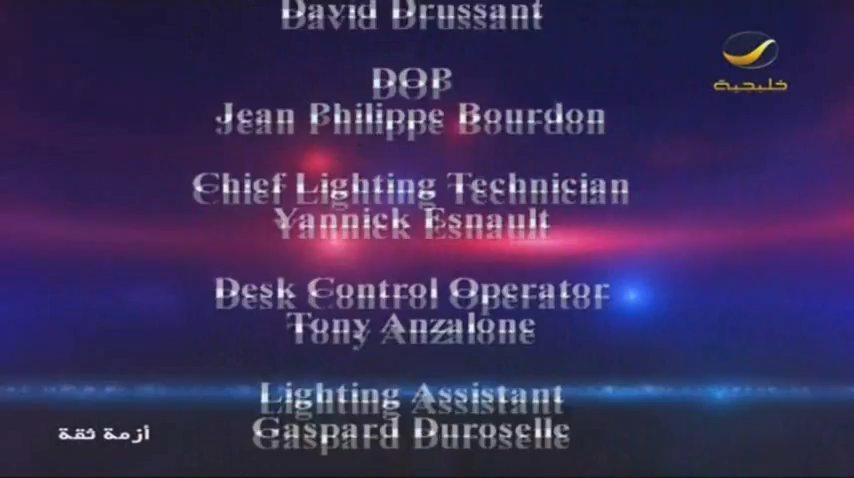 David Drussant
خليجية
DOP
Jean Philippe Bourdon
Chief Lighting Technician
Yannick Esnault
Desk Control Operator
Tony Anzalone
Lighting Assistant
Gaspard Duroselle
أزمة ثقة